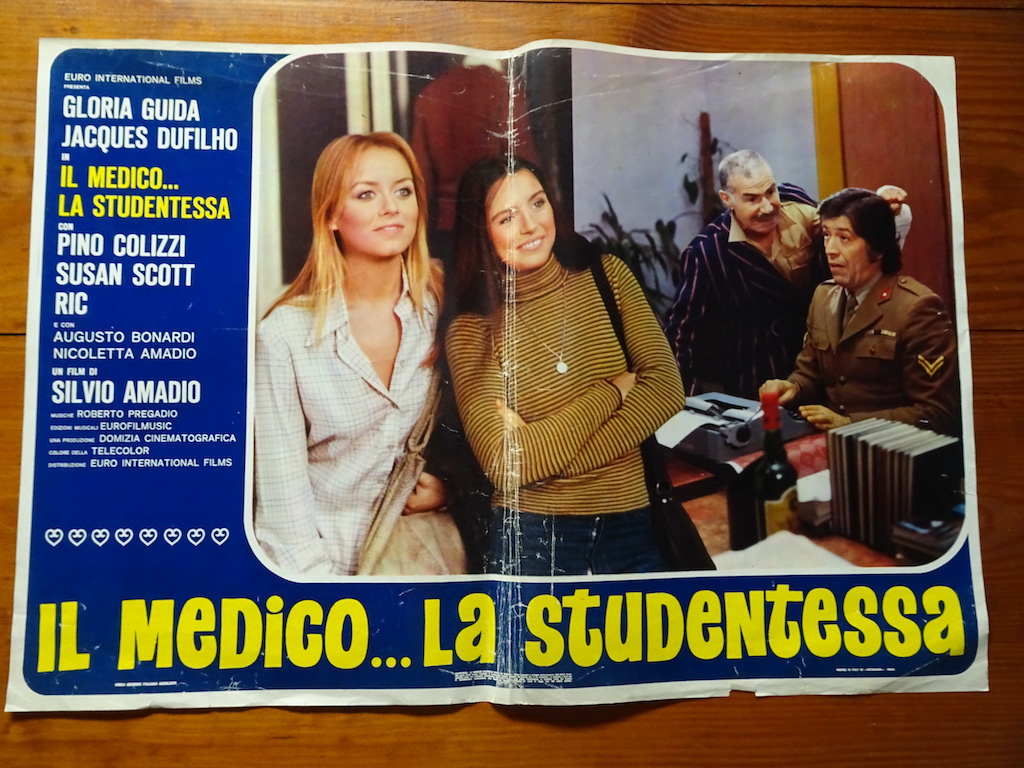 EURO INTERNATIONAL FILMS
PRESENTA
GLORIA GUIDA
JACQUES DUFILHO
IN
IL MEDICO...
LA STUDENTESSA
CON
PINO COLIZZI
SUSAN SCOTT
RIC
E CON
AUGUSTO BONARDI
NICOLETTA AMADIO
UN FILM DI
SILVIO AMADIO
MUSICHE ROBERTO PREGADIO
EDIZIONI MUSICALI EUROFILMUSIC
UNA PRODUZIONE DOMIZIA CINEMATOGRAFICA
COLORE DELLA TELECOLOR
DISTRIBUZIONE EURO INTERNATIONAL FILMS
IL MEDICO... LA STUDENTESSA